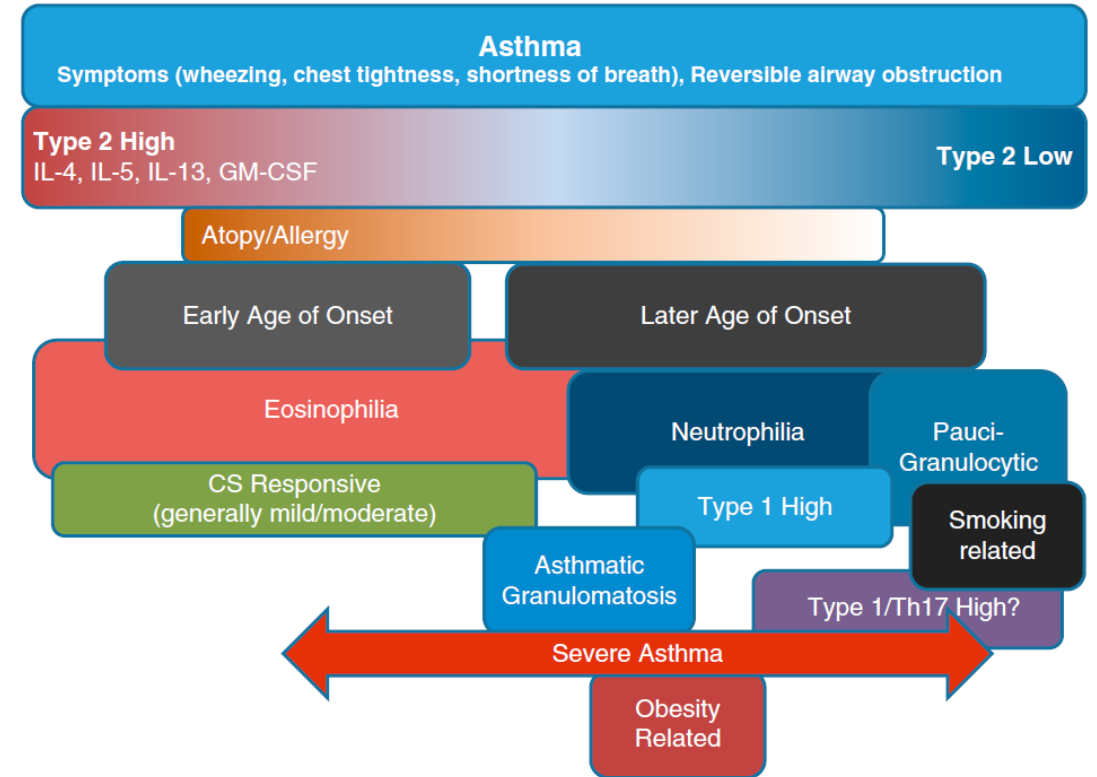 Asthma
Symptoms (wheezing, chest tightness, shortness of breath), Reversible airway obstruction
Type 2 High
IL-4, IL-5, IL-13, GM-CSF
Type 2 Low
Atopy/Allergy
Early Age of Onset
Later Age of Onset
Eosinophilia
Neutrophilia
Pauci-
Granulocytic
CS Responsive
(generally mild/moderate)
Type 1 High
Smoking
related
Asthmatic
Granulomatosis
Type 1/Th17 High?
Severe Asthma
Obesity
Related